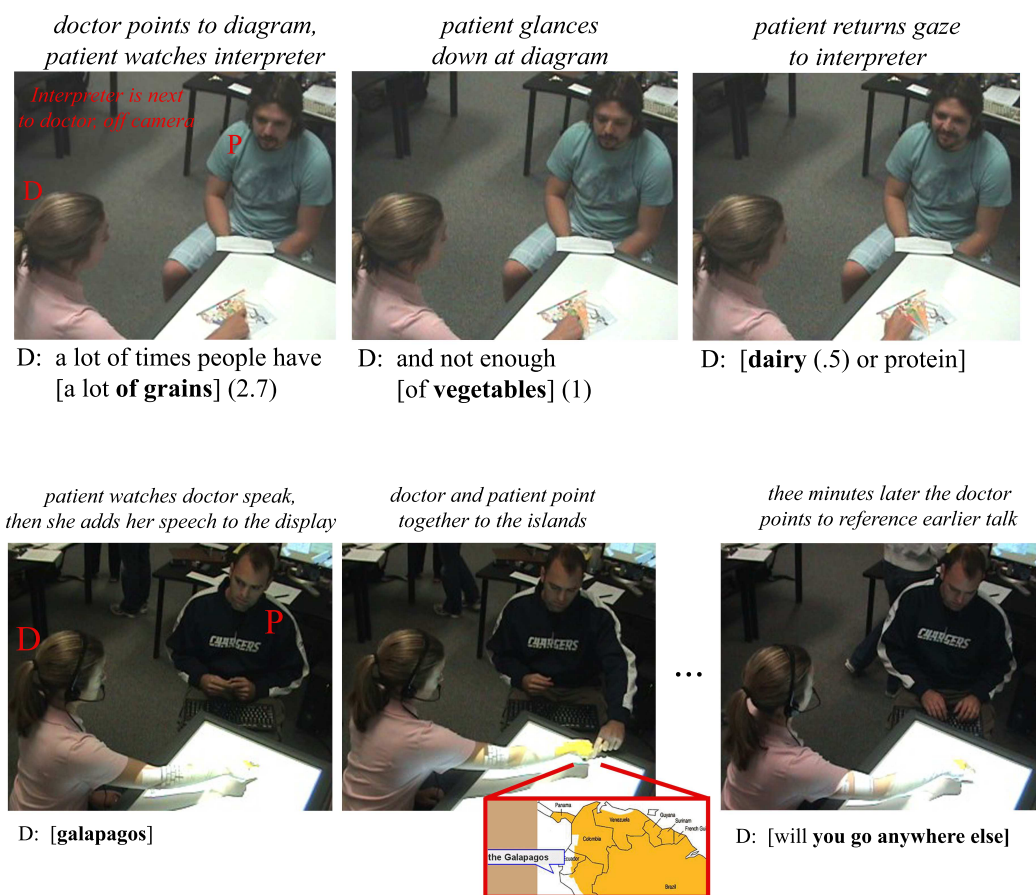 doctor points to diagram,
patient watches interpreter
patient glances
down at diagram
patient returns gaze
to interpreter
Interpreter is next
to doctor, off camera
P
D
D: a lot of times people have
[a lot of grains] (2.7)
D: and not enough
[of vegetables] (1)
D: [dairy (.5) or protein]
patient watches doctor speak,
then she adds her speech to the display
doctor and patient point
together to the islands
thee minutes later the doctor
points to reference earlier talk
D
P
CHARGERS
CHARGERS
...
CHARGERS
D: [galapagos]
Panama
Venezuela
Guyana
Surinam
French Gu
Colombia
the Galapagos
cuador
Brazil
D: [will you go anywhere else]